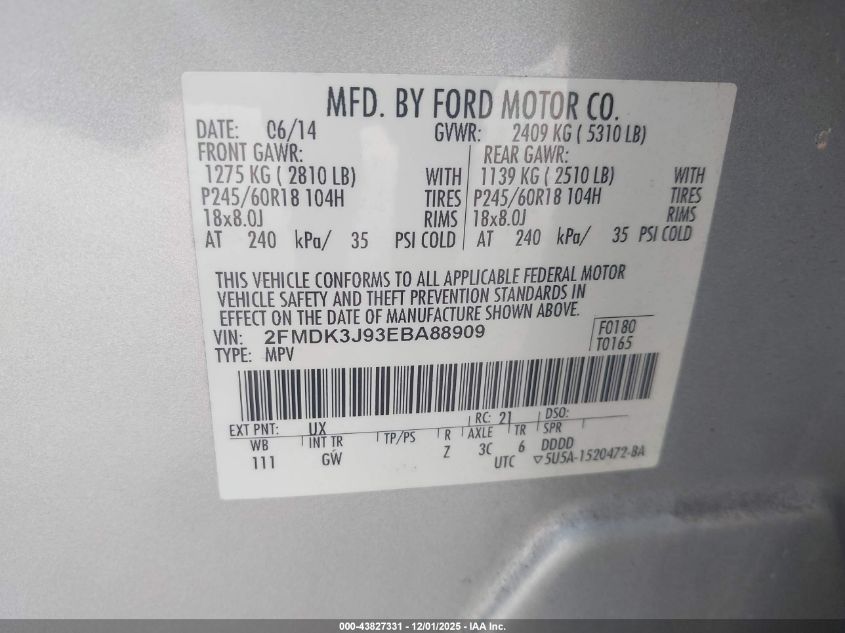 MFD. BY FORD MOTOR CO.
DATE: 06/14 GVWR: 2409 KG ( 5310 LB)
FRONT GAWR: REAR GAWR:
1275 KG ( 2810 LB) WITH 1139 KG ( 2510 LB) WITH
P245/60R18 104H TIRES P245/60R18 104H TIRES
18x8.0J RIMS 18x8.0J RIMS
AT 240 kPa/ 35 PSI COLD AT 240 kPa/ 35 PSI COLD
THIS VEHICLE CONFORMS TO ALL APPLICABLE FEDERAL MOTOR
VEHICLE SAFETY AND THEFT PREVENTION STANDARDS IN
EFFECT ON THE DATE OF MANUFACTURE SHOWN ABOVE.
VIN: 2FMDK3J93EBA88909 F0180
TYPE: MPV T0165
EXT PNT: UX RC: 21 DSO:
WB INT TR TP/PS R AXLE TR SPR
111 GW Z 3C 6 DDDD
UTC ▽5U5A-1520472-BA
000-43827331 - 12/01/2025 - IAA Inc.